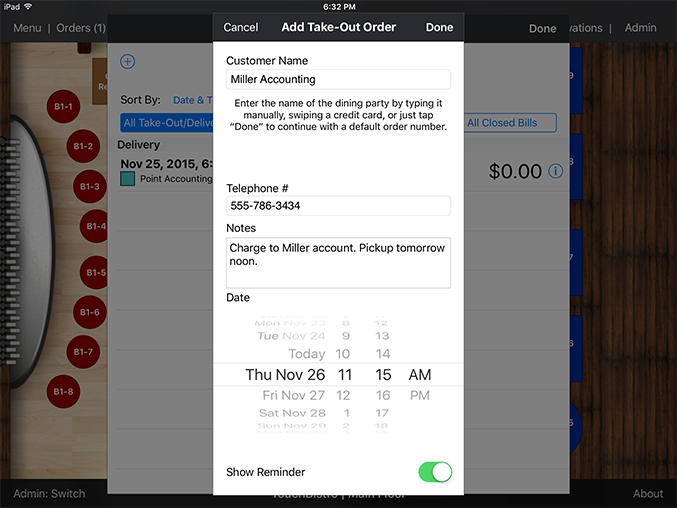 iPad 6:32 PM
Menu | Orders (1)
Cancel Add Take-Out Order Done
Done
vations | Admin
Sort By: Date & T
All Take-Out/Delive
All Closed Bills
Delivery
Nov 25, 2015, 6:
Point Accounting
$0.00
B1-1
B1-2
B1-3
B1-4
B1-5
B1-6
B1-7
B1-8
Customer Name
Miller Accounting
Enter the name of the dining party by typing it
manually, swiping a credit card, or just tap
“Done” to continue with a default order number.
Telephone #
555-786-3434
Notes
Charge to Miller account. Pickup tomorrow
noon.
Date
Mon Nov 23 8 12
Tue Nov 24 9 13
Today 10 14
Thu Nov 26 11 15 AM
Fri Nov 27 12 16 PM
Sat Nov 28 1 17
Sun Nov 29 2 18
Show Reminder
Admin: Switch
TouchBistro | Main Floor
About